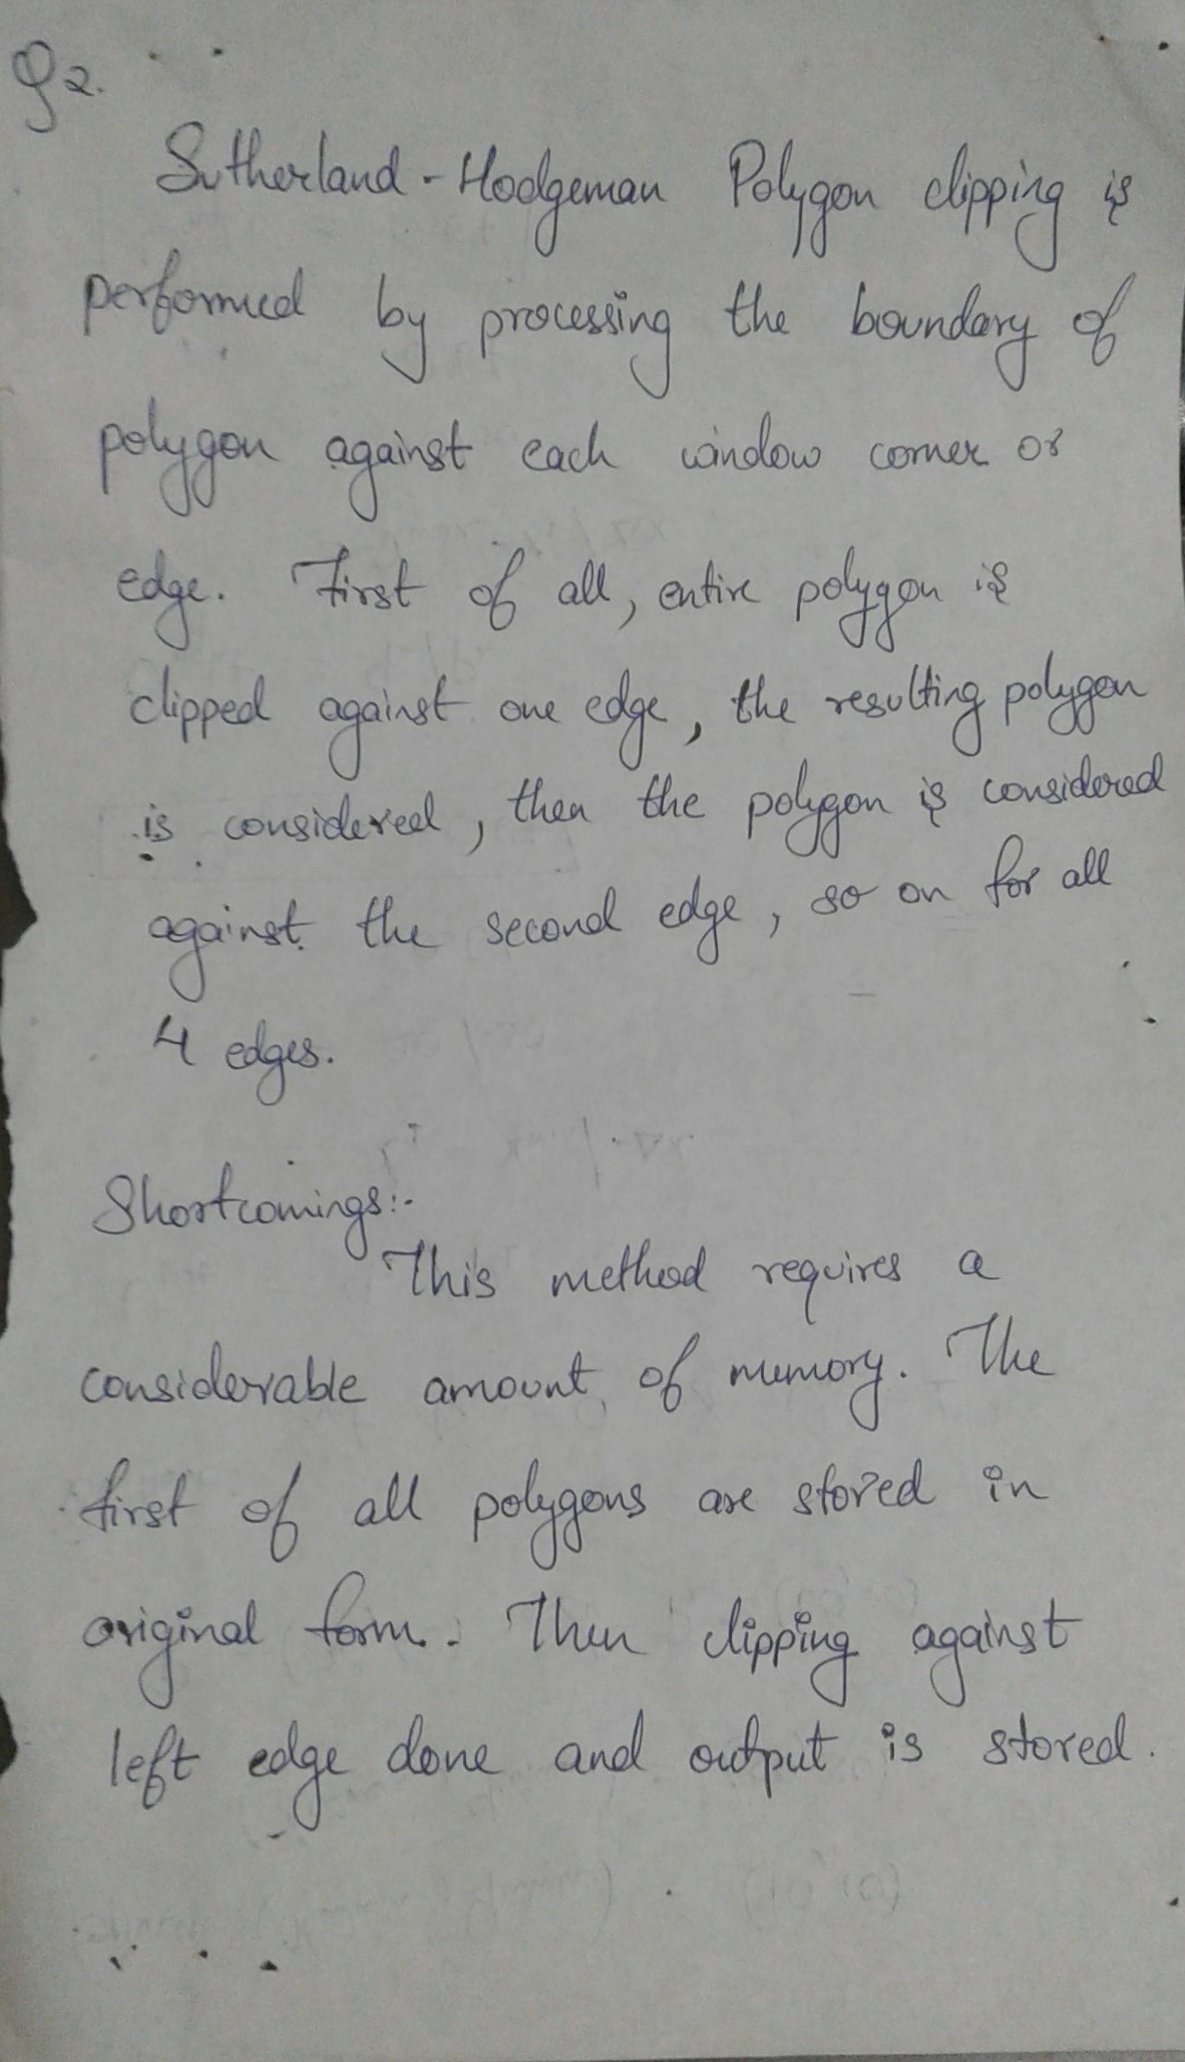 Q2.
Sutherland - Hodgeman Polygon clipping is
performed by processing the boundary of
polygon against each window corner or
edge. First of all, entire polygon is
clipped against one edge, the resulting polygon
is considered, then the polygon is considered
against the second edge, so on for all
4 edges.
Shortcomings:-
This method requires a
considerable amount of memory. The
first of all polygons are stored in
original form. Then clipping against
left edge done and output is stored.